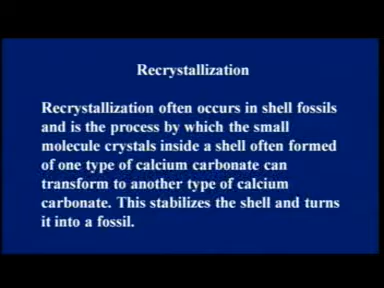 Recrystallization
Recrystallization often occurs in shell fossils
and is the process by which the small
molecule crystals inside a shell often formed
of one type of calcium carbonate can
transform to another type of calcium
carbonate. This stabilizes the shell and turns
it into a fossil.